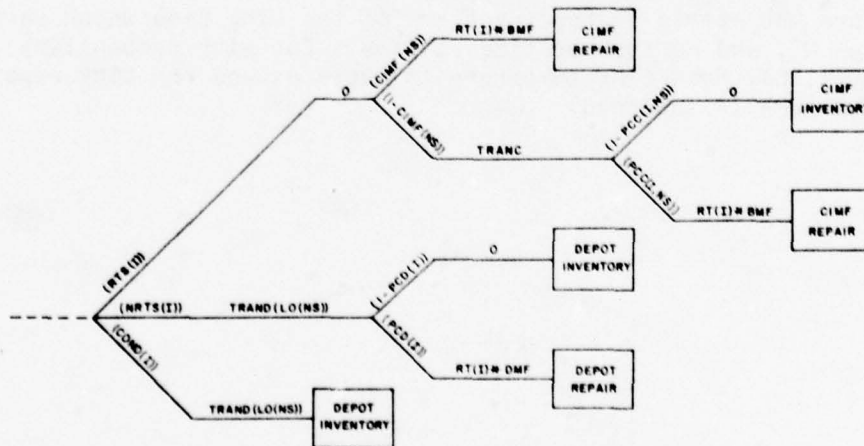 RT(I)*BMF
CIMF
REPAIR
(CIMF(NS))
0
(1-CIMF(NS))
TRANC
(1-PCC(I,NS))
0
CIMF
INVENTORY
(PCC(I,NS))
RT(I)*BMF
CIMF
REPAIR
(RTS(I))
(NRTS(I))
TRAND(LO(NS))
(1-PCD(I))
0
DEPOT
INVENTORY
(PCD(I))
RT(I)*DMF
DEPOT
REPAIR
(COND(I))
TRAND(LO(NS))
DEPOT
INVENTORY